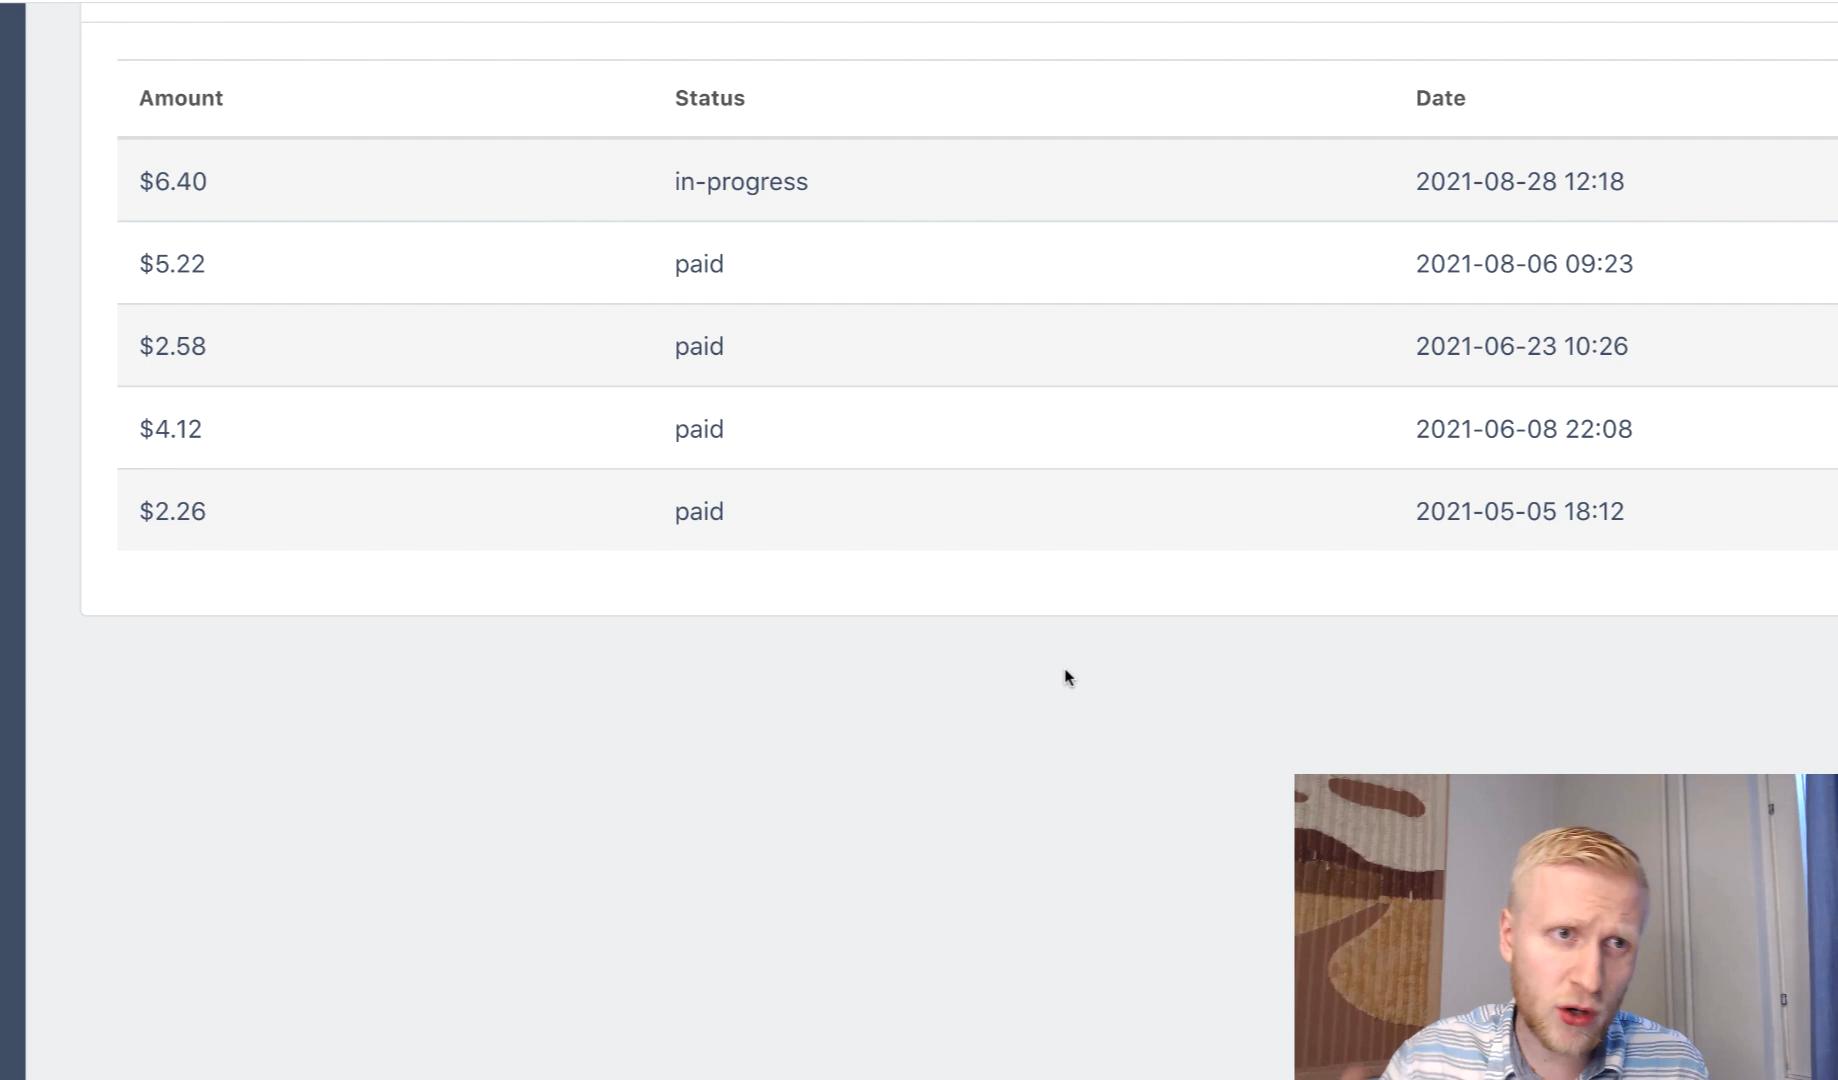 Amount Status Date
$6.40 in-progress 2021-08-28 12:18
$5.22 paid 2021-08-06 09:23
$2.58 paid 2021-06-23 10:26
$4.12 paid 2021-06-08 22:08
$2.26 paid 2021-05-05 18:12